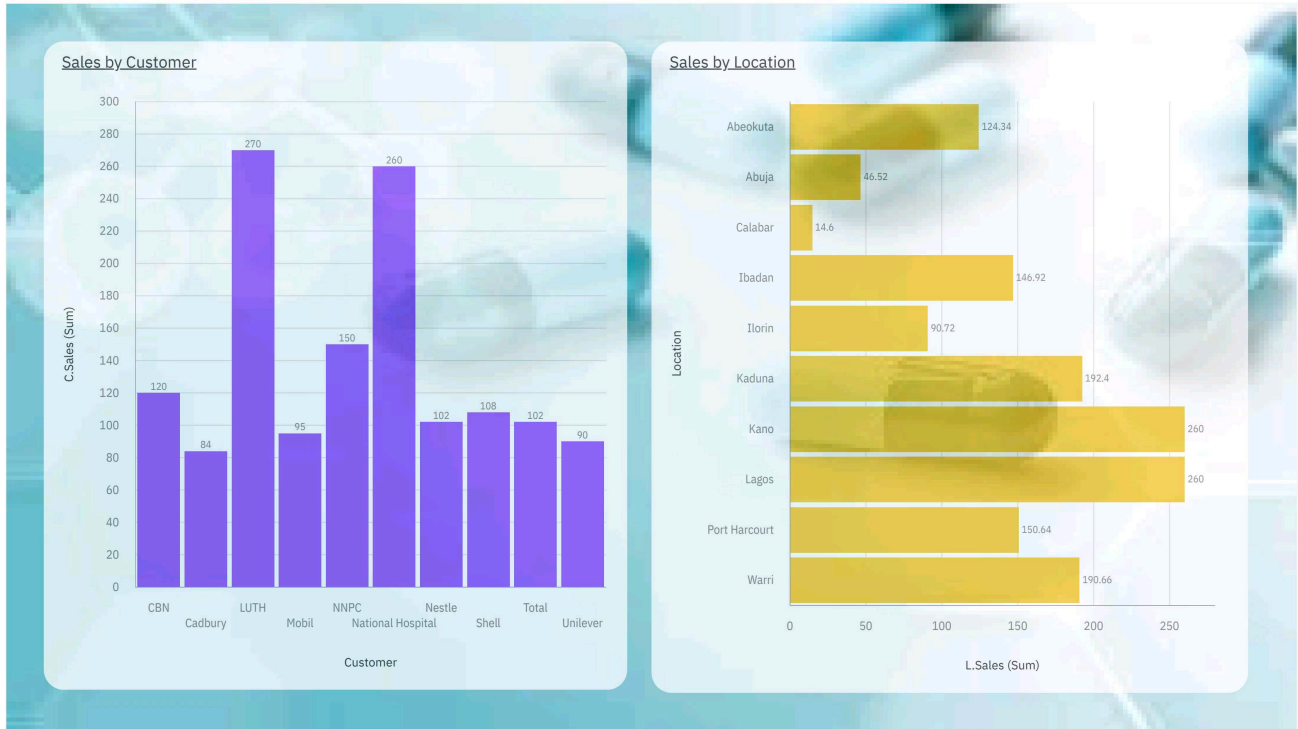 Sales by Customer
300
280
260
240
220
200
180
160
140
120
100
80
60
40
20
0
C.Sales (Sum)
120
84
270
95
150
260
102
108
102
90
CBN
Cadbury
LUTH
Mobil
NNPC
National Hospital
Nestle
Shell
Total
Unilever
Customer
Sales by Location
Location
Abeokuta 124.34
Abuja 46.52
Calabar 14.6
Ibadan 146.92
Ilorin 90.72
Kaduna 192.4
Kano 260
Lagos 260
Port Harcourt 150.64
Warri 190.66
0 50 100 150 200 250
L.Sales (Sum)